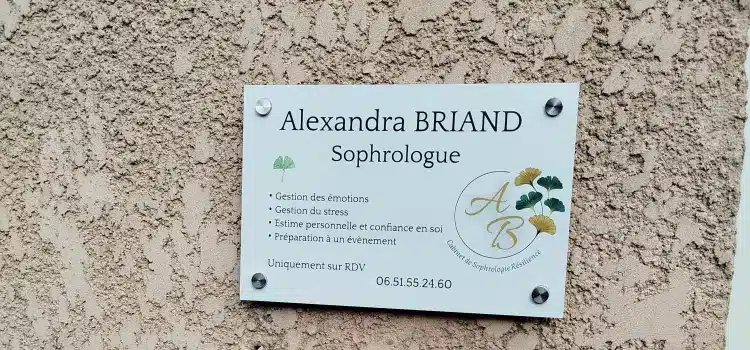 Alexandra BRIAND
Sophrologue
• Gestion des émotions
• Gestion du stress
• Estime personnelle et confiance en soi
• Préparation à un évènement
Uniquement sur RDV
06.51.55.24.60
A
B
Cabinet de Sophrologie Résilience